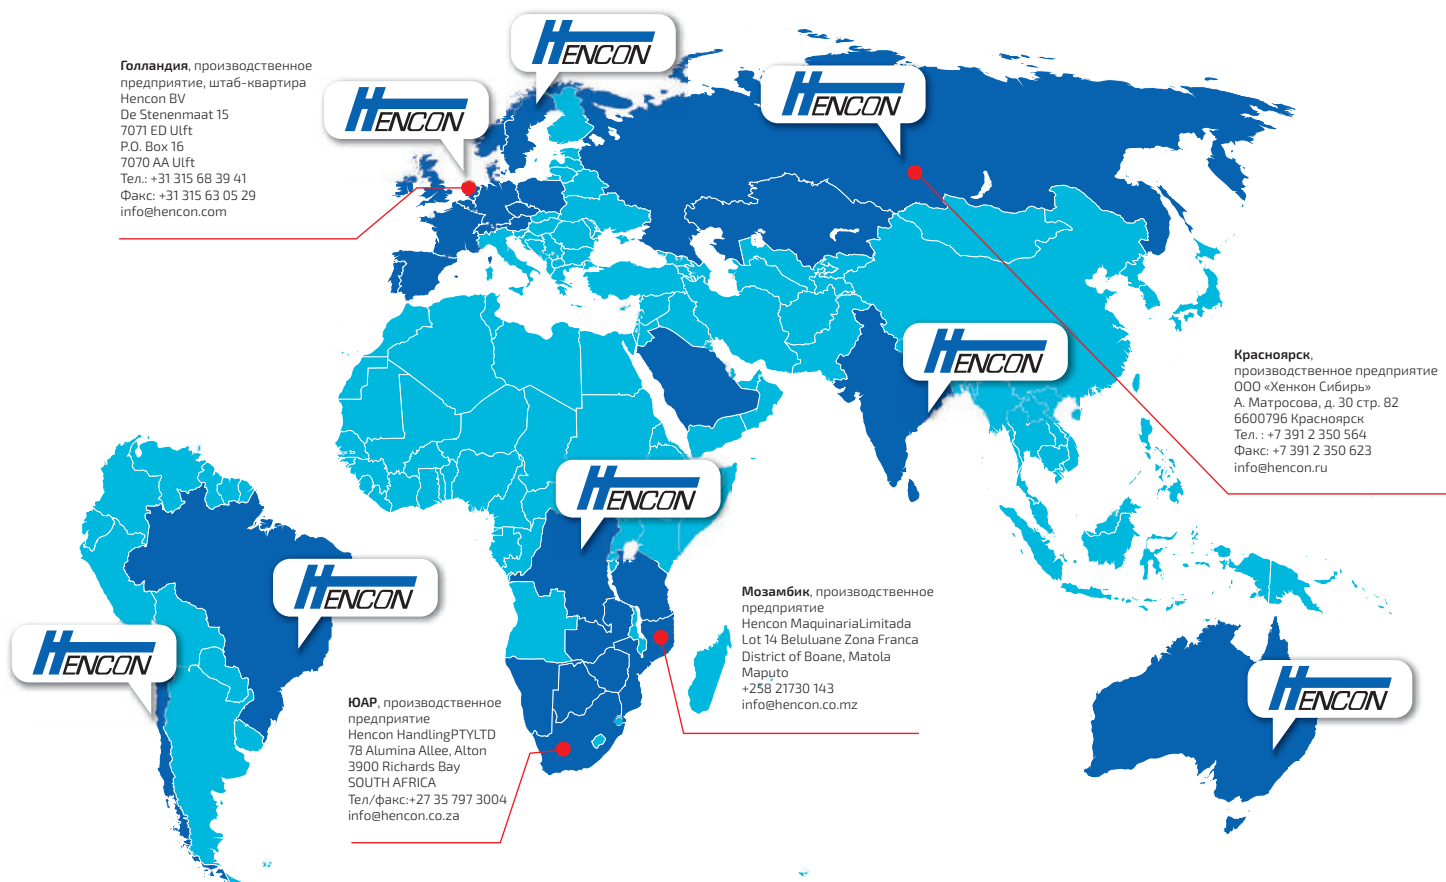 HENCON
HENCON
HENCON
Голландия, производственное
предприятие, штаб-квартира
Hencon BV
De Stenenmaat 15
7071 ED Ulft
P.O. Box 16
7070 AA Ulft
Тел.: +31 315 68 39 41
Факс: +31 315 63 05 29
info@hencon.com
HENCON
Красноярск,
производственное предприятие
ООО «Хенкон Сибирь»
А. Матросова, д. 30 стр. 82
6600796 Красноярск
Тел. : +7 391 2 350 564
Факс: +7 391 2 350 623
info@hencon.ru
HENCON
HENCON
HENCON
HENCON
Мозамбик, производственное
предприятие
Hencon MaquinariaLimitada
Lot 14 Beluluane Zona Franca
District of Boane, Matola
Maputo
+258 21730 143
info@hencon.co.mz
ЮАР, производственное
предприятие
Hencon HandlingPTYLTD
78 Alumina Allee, Alton
3900 Richards Bay
SOUTH AFRICA
Тел/факс:+27 35 797 3004
info@hencon.co.za